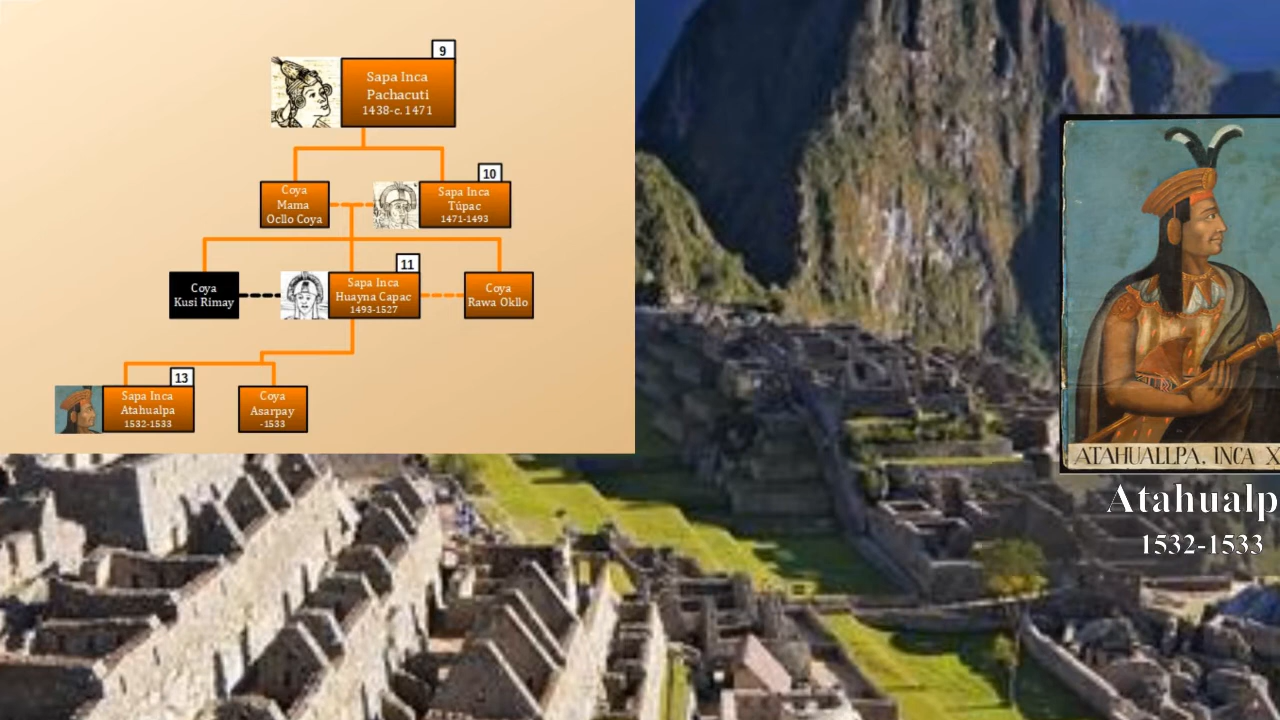 9
Sapa Inca
Pachacuti
1438-c. 1471
10
Coya
Mama
Ocllo Coya
Sapa Inca
Túpac
1471-1493
11
Coya
Kusi Rimay
Sapa Inca
Huayna Capac
1493-1527
Coya
Rawa Okllo
13
Sapa Inca
Atahualpa
1532-1533
Coya
Asarpay
-1533
ATAHUALLPA, INCA X
Atahualp
1532-1533